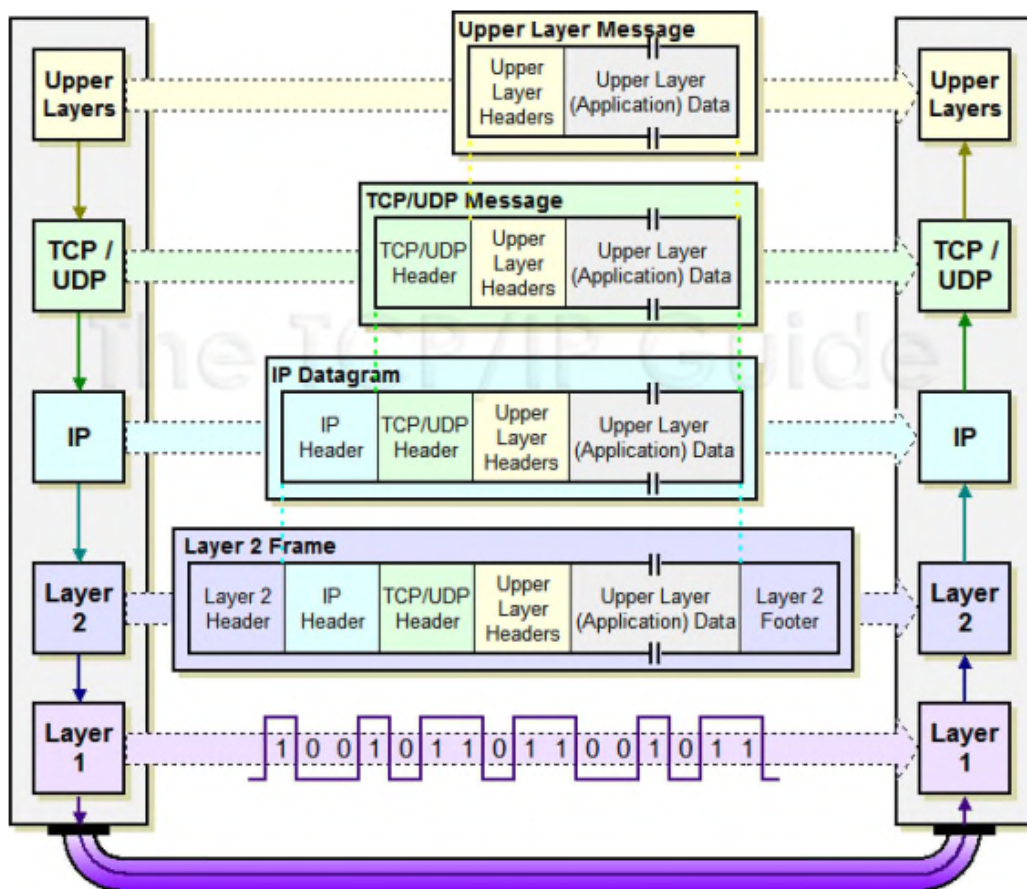 Upper Layer Message
Upper
Layers
Upper
Layer
Headers
Upper Layer
(Application) Data
Upper
Layers
TCP/UDP Message
TCP /
UDP
TCP/UDP
Header
Upper
Layer
Headers
Upper Layer
(Application) Data
TCP /
UDP
The TCP/IP Guide
IP Datagram
IP
IP
Header
TCP/UDP
Header
Upper
Layer
Headers
Upper Layer
(Application) Data
IP
Layer 2 Frame
Layer
2
Layer 2
Header
IP
Header
TCP/UDP
Header
Upper
Layer
Headers
Upper Layer
(Application) Data
Layer 2
Footer
Layer
2
Layer
1
1 0 0 1 0 1 1 0 1 1 0 0 1 0 1 1
Layer
1